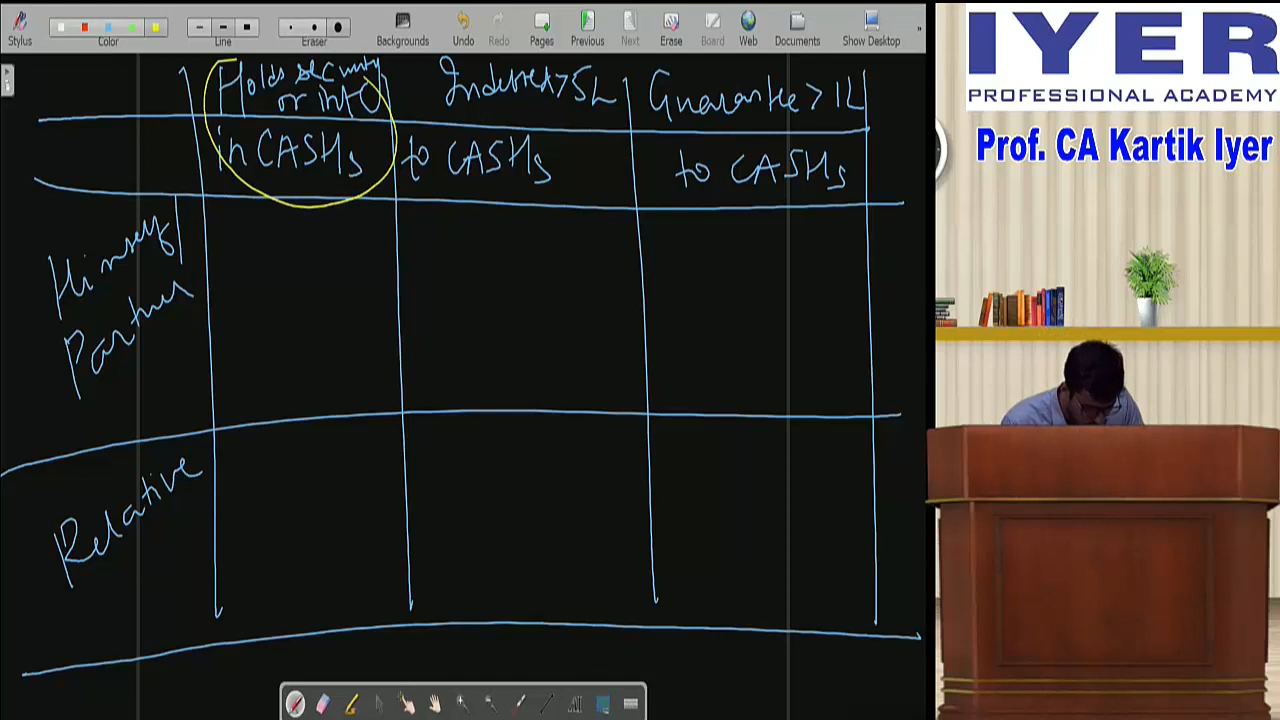 Stylus
Color
Line
Eraser
Backgrounds
Undo
Redo
Pages
Previous
Next
Erase
Board
Web
Documents
Show Desktop
Holds security Indebted > 5L Guarantee > 1L
or int
in CASHs to CASHs to CASHs
Himself
Partner
Relative
IYER
PROFESSIONAL ACADEMY
Prof. CA Kartik Iyer